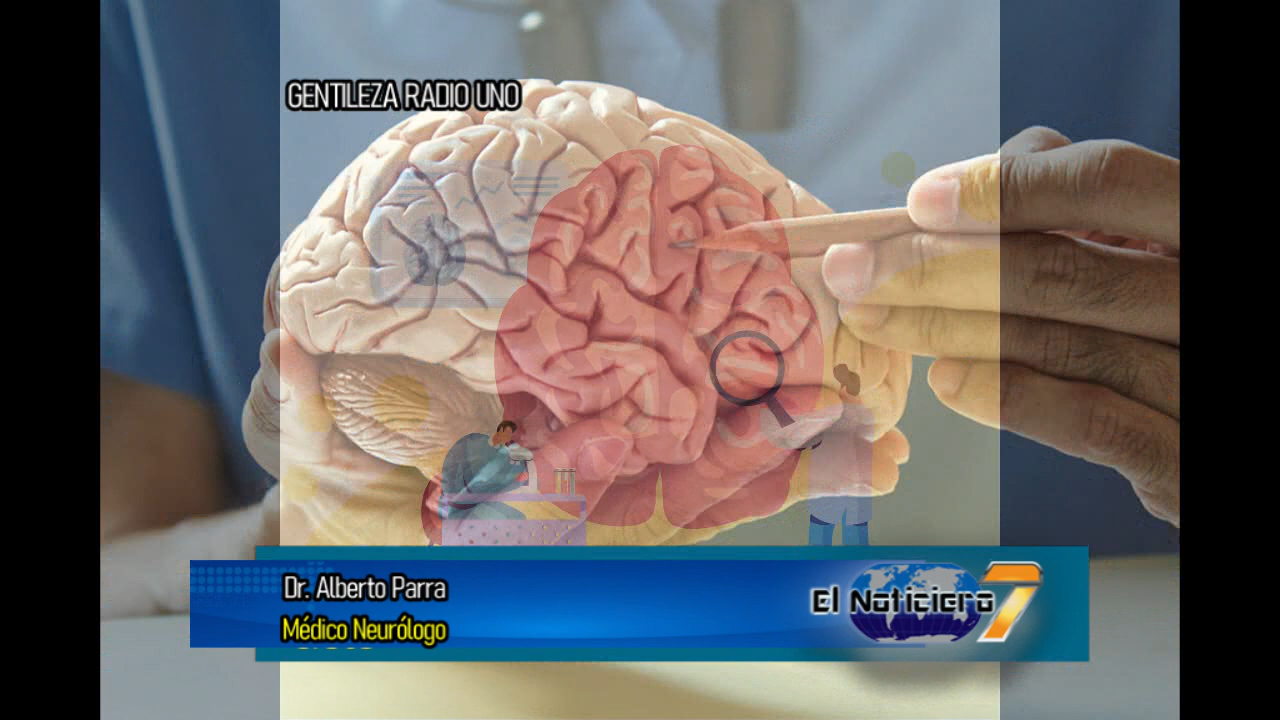 GENTILEZA RADIO UNO
Dr. Alberto Parra
Médico Neurólogo
El Noticiero 7